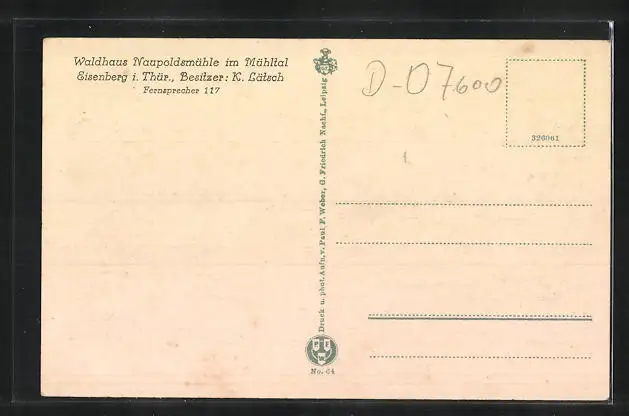 Waldhaus Naupoldsmühle im Mühltal
Eisenberg i. Thür., Besitzer: K. Lätsch
Fernsprecher 117
Druck u. phot. Aufn. v. Paul F. Weber, G. Friedrich Nachf., Leipzig
P F
W
No. 64
D-07600
326061